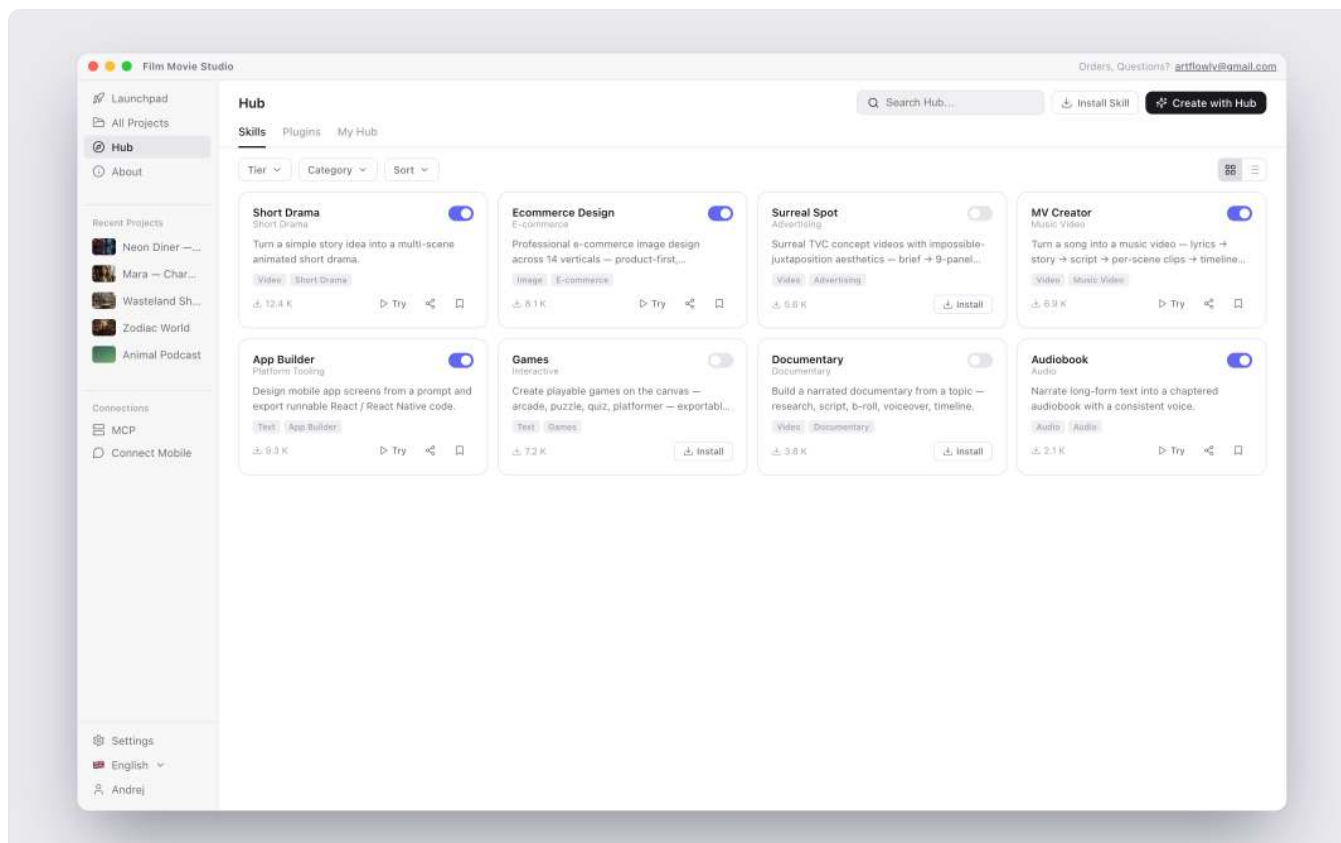 Film Movie Studio
Orders, Questions? artflowlv@gmail.com
Launchpad
All Projects
Hub
About
Recent Projects
Neon Diner —...
Mara — Char...
Wasteland Sh...
Zodiac World
Animal Podcast
Connections
MCP
Connect Mobile
Settings
English
Andrej
Hub
Search Hub...
Install Skill
Create with Hub
Skills Plugins My Hub
Tier Category Sort
Short Drama
Short Drama
Turn a simple story idea into a multi-scene
animated short drama.
Video Short Drama
12.4 K Try
Ecommerce Design
E-commerce
Professional e-commerce image design
across 14 verticals — product-first,...
Image E-commerce
8.1 K Try
Surreal Spot
Advertising
Surreal TVC concept videos with impossible-
juxtaposition aesthetics — brief → 9-panel...
Video Advertising
5.6 K Install
MV Creator
Music Video
Turn a song into a music video — lyrics →
story → script → per-scene clips → timeline...
Video Music Video
6.9 K Try
App Builder
Platform Tooling
Design mobile app screens from a prompt and
export runnable React / React Native code.
Text App Builder
9.3 K Try
Games
Interactive
Create playable games on the canvas —
arcade, puzzle, quiz, platformer — exportabl...
Text Games
7.2 K Install
Documentary
Documentary
Build a narrated documentary from a topic —
research, script, b-roll, voiceover, timeline.
Video Documentary
3.8 K Install
Audiobook
Audio
Narrate long-form text into a chaptered
audiobook with a consistent voice.
Audio Audio
2.1 K Try